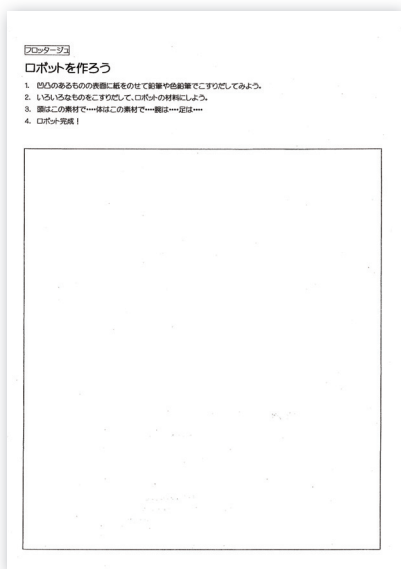 フロッタージュ
ロボットを作ろう
1. 凹凸のあるものの表面に紙をのせて鉛筆や色鉛筆でこすりだしてみよう。
2. いろいろなものをこすりだして、ロボットの材料にしよう。
3. 頭はこの素材で‥‥体はこの素材で‥‥腕は‥‥足は‥‥
4. ロボット完成！